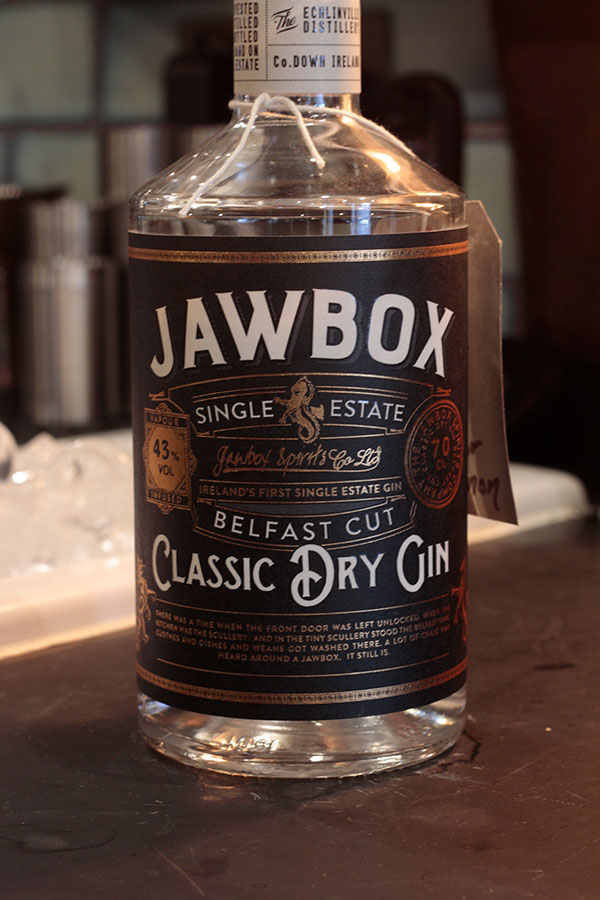 The ECHLINVILLE
DISTILLERY
Co.DOWN IRELAND
HAND ON
ESTATE
JAWBOX
SINGLE ESTATE
VAPOUR
43%
VOL
INFUSED
Jawbox Spirits Co Ltd
70
CL
IRELAND'S FIRST SINGLE ESTATE GIN
BELFAST CUT
CLASSIC DRY GIN
THERE WAS A TIME WHEN THE FRONT DOOR WAS LEFT UNLOCKED, WHEN THE
KITCHEN WAS THE SCULLERY. AND IN THE TINY SCULLERY STOOD THE BELFAST SINK.
CLOTHES AND DISHES AND WEANS GOT WASHED THERE. A LOT OF CRAIC WAS
HEARD AROUND A JAWBOX. IT STILL IS.